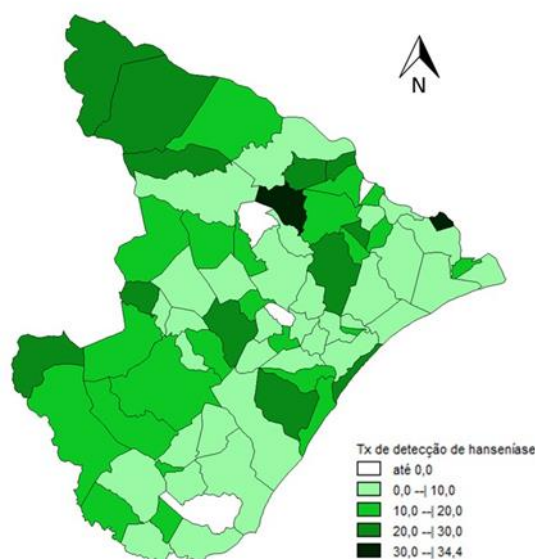 N
Tx de detecção de hanseníase
até 0,0
0,0 --| 10,0
10,0 --| 20,0
20,0 --| 30,0
30,0 --| 34,4